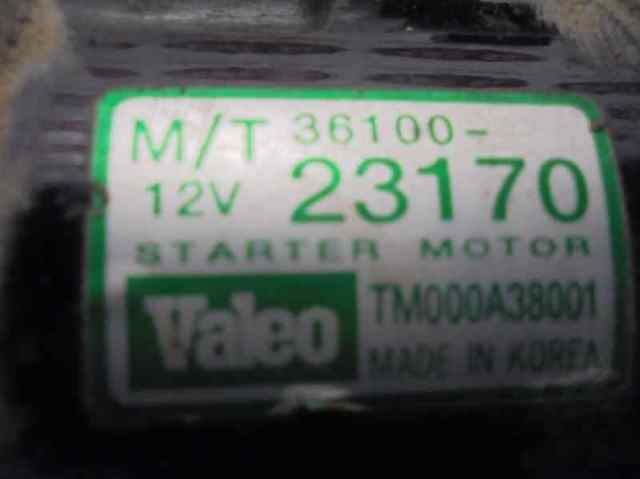 M/T 36100-
12V 23170
STARTER MOTOR
Valeo TM000A38001
MADE IN KOREA